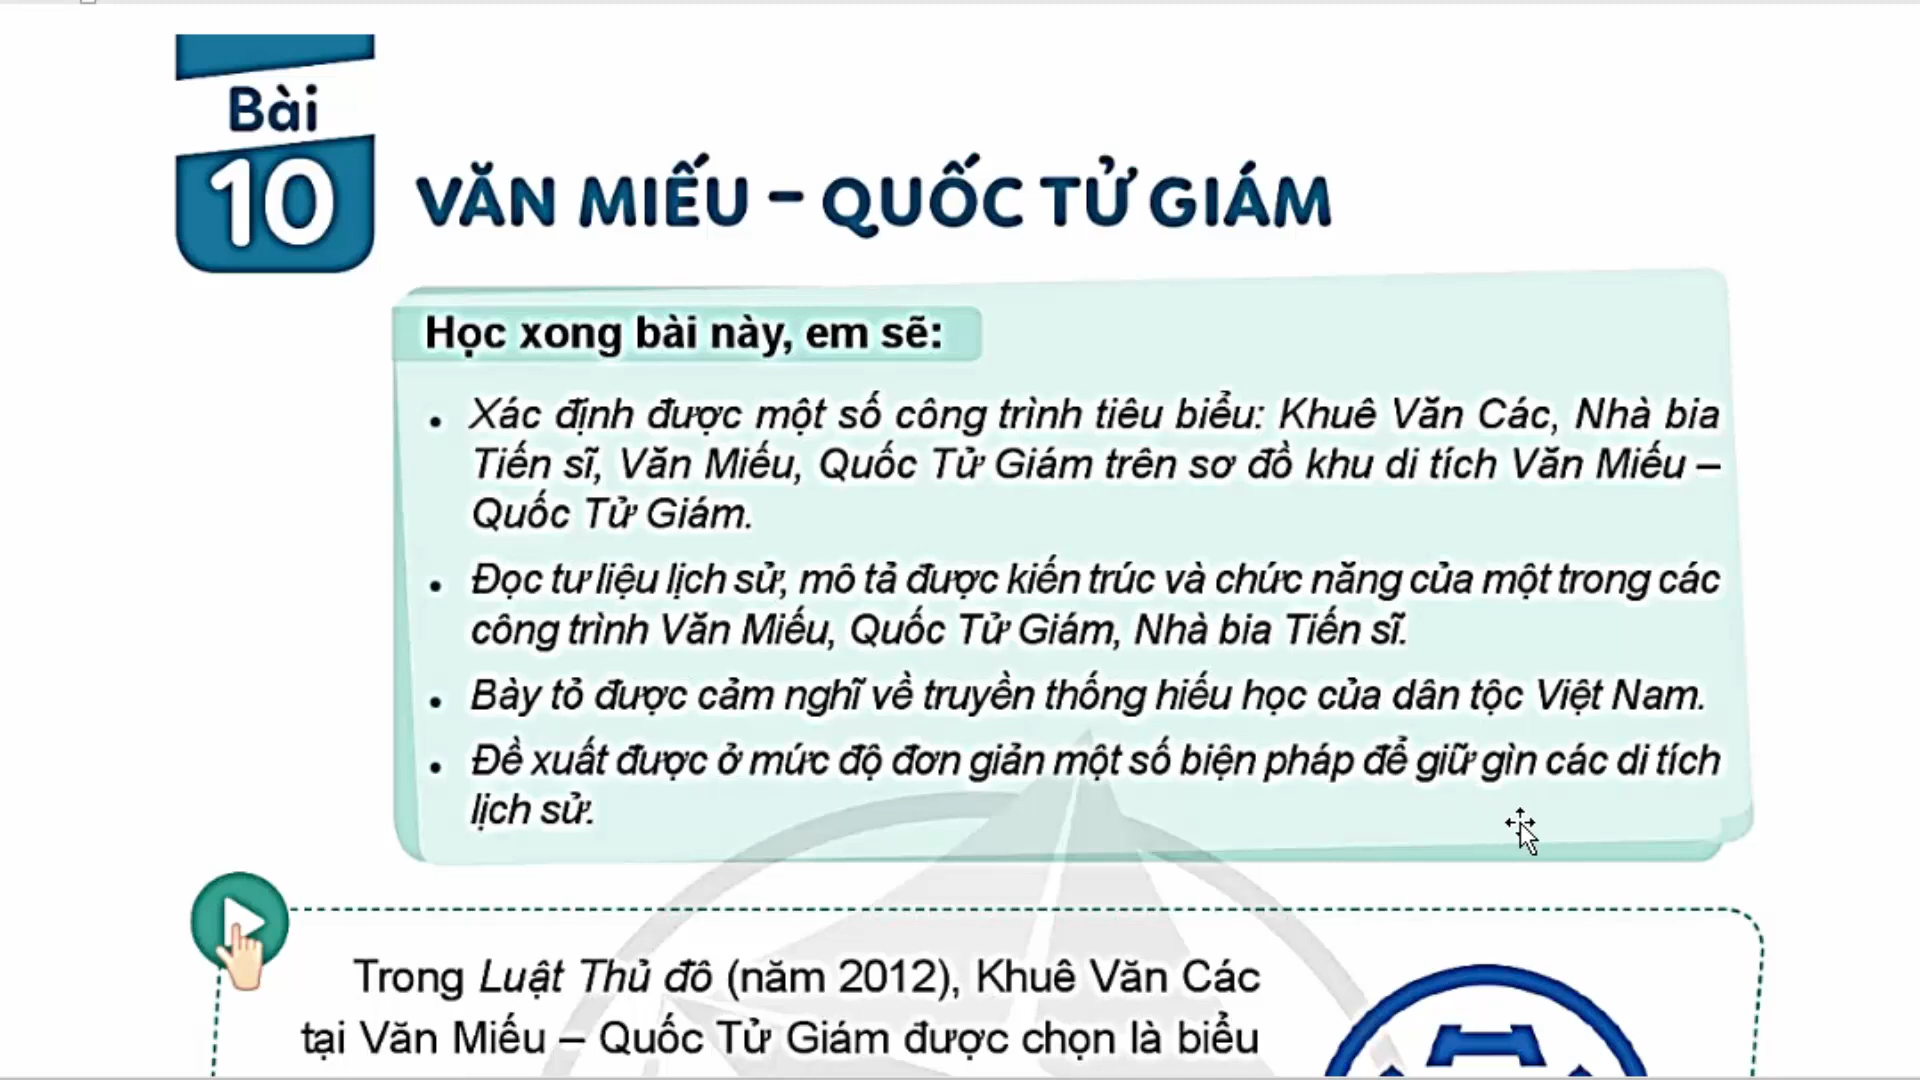 Bài
10
VĂN MIẾU – QUỐC TỬ GIÁM
Học xong bài này, em sẽ:
• Xác định được một số công trình tiêu biểu: Khuê Văn Các, Nhà bia
Tiến sĩ, Văn Miếu, Quốc Tử Giám trên sơ đồ khu di tích Văn Miếu –
Quốc Tử Giám.
• Đọc tư liệu lịch sử, mô tả được kiến trúc và chức năng của một trong các
công trình Văn Miếu, Quốc Tử Giám, Nhà bia Tiến sĩ.
• Bày tỏ được cảm nghĩ về truyền thống hiếu học của dân tộc Việt Nam.
• Đề xuất được ở mức độ đơn giản một số biện pháp để giữ gìn các di tích
lịch sử.
Trong Luật Thủ đô (năm 2012), Khuê Văn Các
tại Văn Miếu – Quốc Tử Giám được chọn là biểu